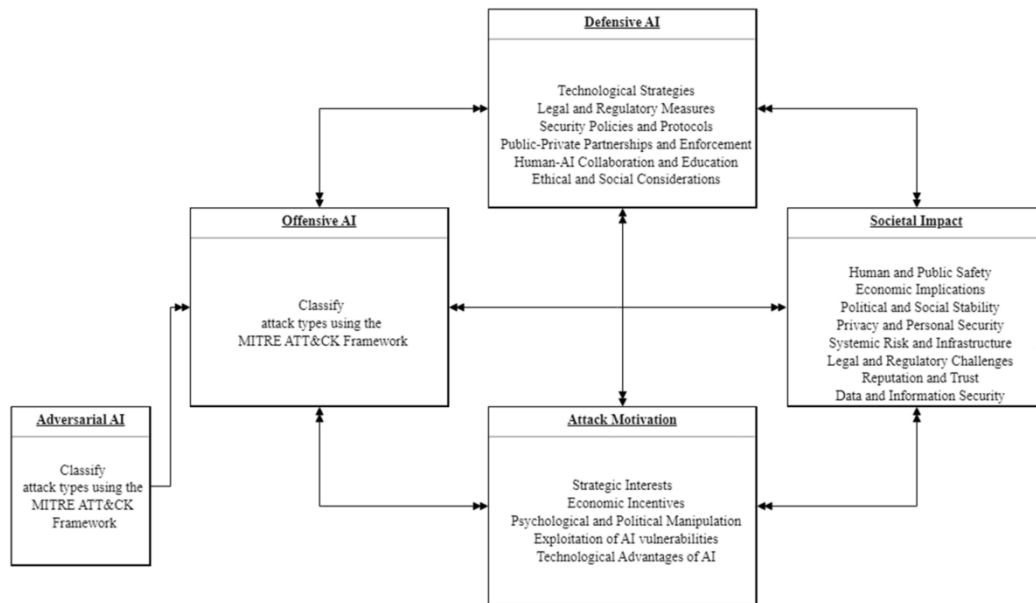 Defensive AI
Technological Strategies
Legal and Regulatory Measures
Security Policies and Protocols
Public-Private Partnerships and Enforcement
Human-AI Collaboration and Education
Ethical and Social Considerations
Offensive AI
Classify
attack types using the
MITRE ATT&CK Framework
Societal Impact
Human and Public Safety
Economic Implications
Political and Social Stability
Privacy and Personal Security
Systemic Risk and Infrastructure
Legal and Regulatory Challenges
Reputation and Trust
Data and Information Security
Adversarial AI
Classify
attack types using the
MITRE ATT&CK
Framework
Attack Motivation
Strategic Interests
Economic Incentives
Psychological and Political Manipulation
Exploitation of AI vulnerabilities
Technological Advantages of AI